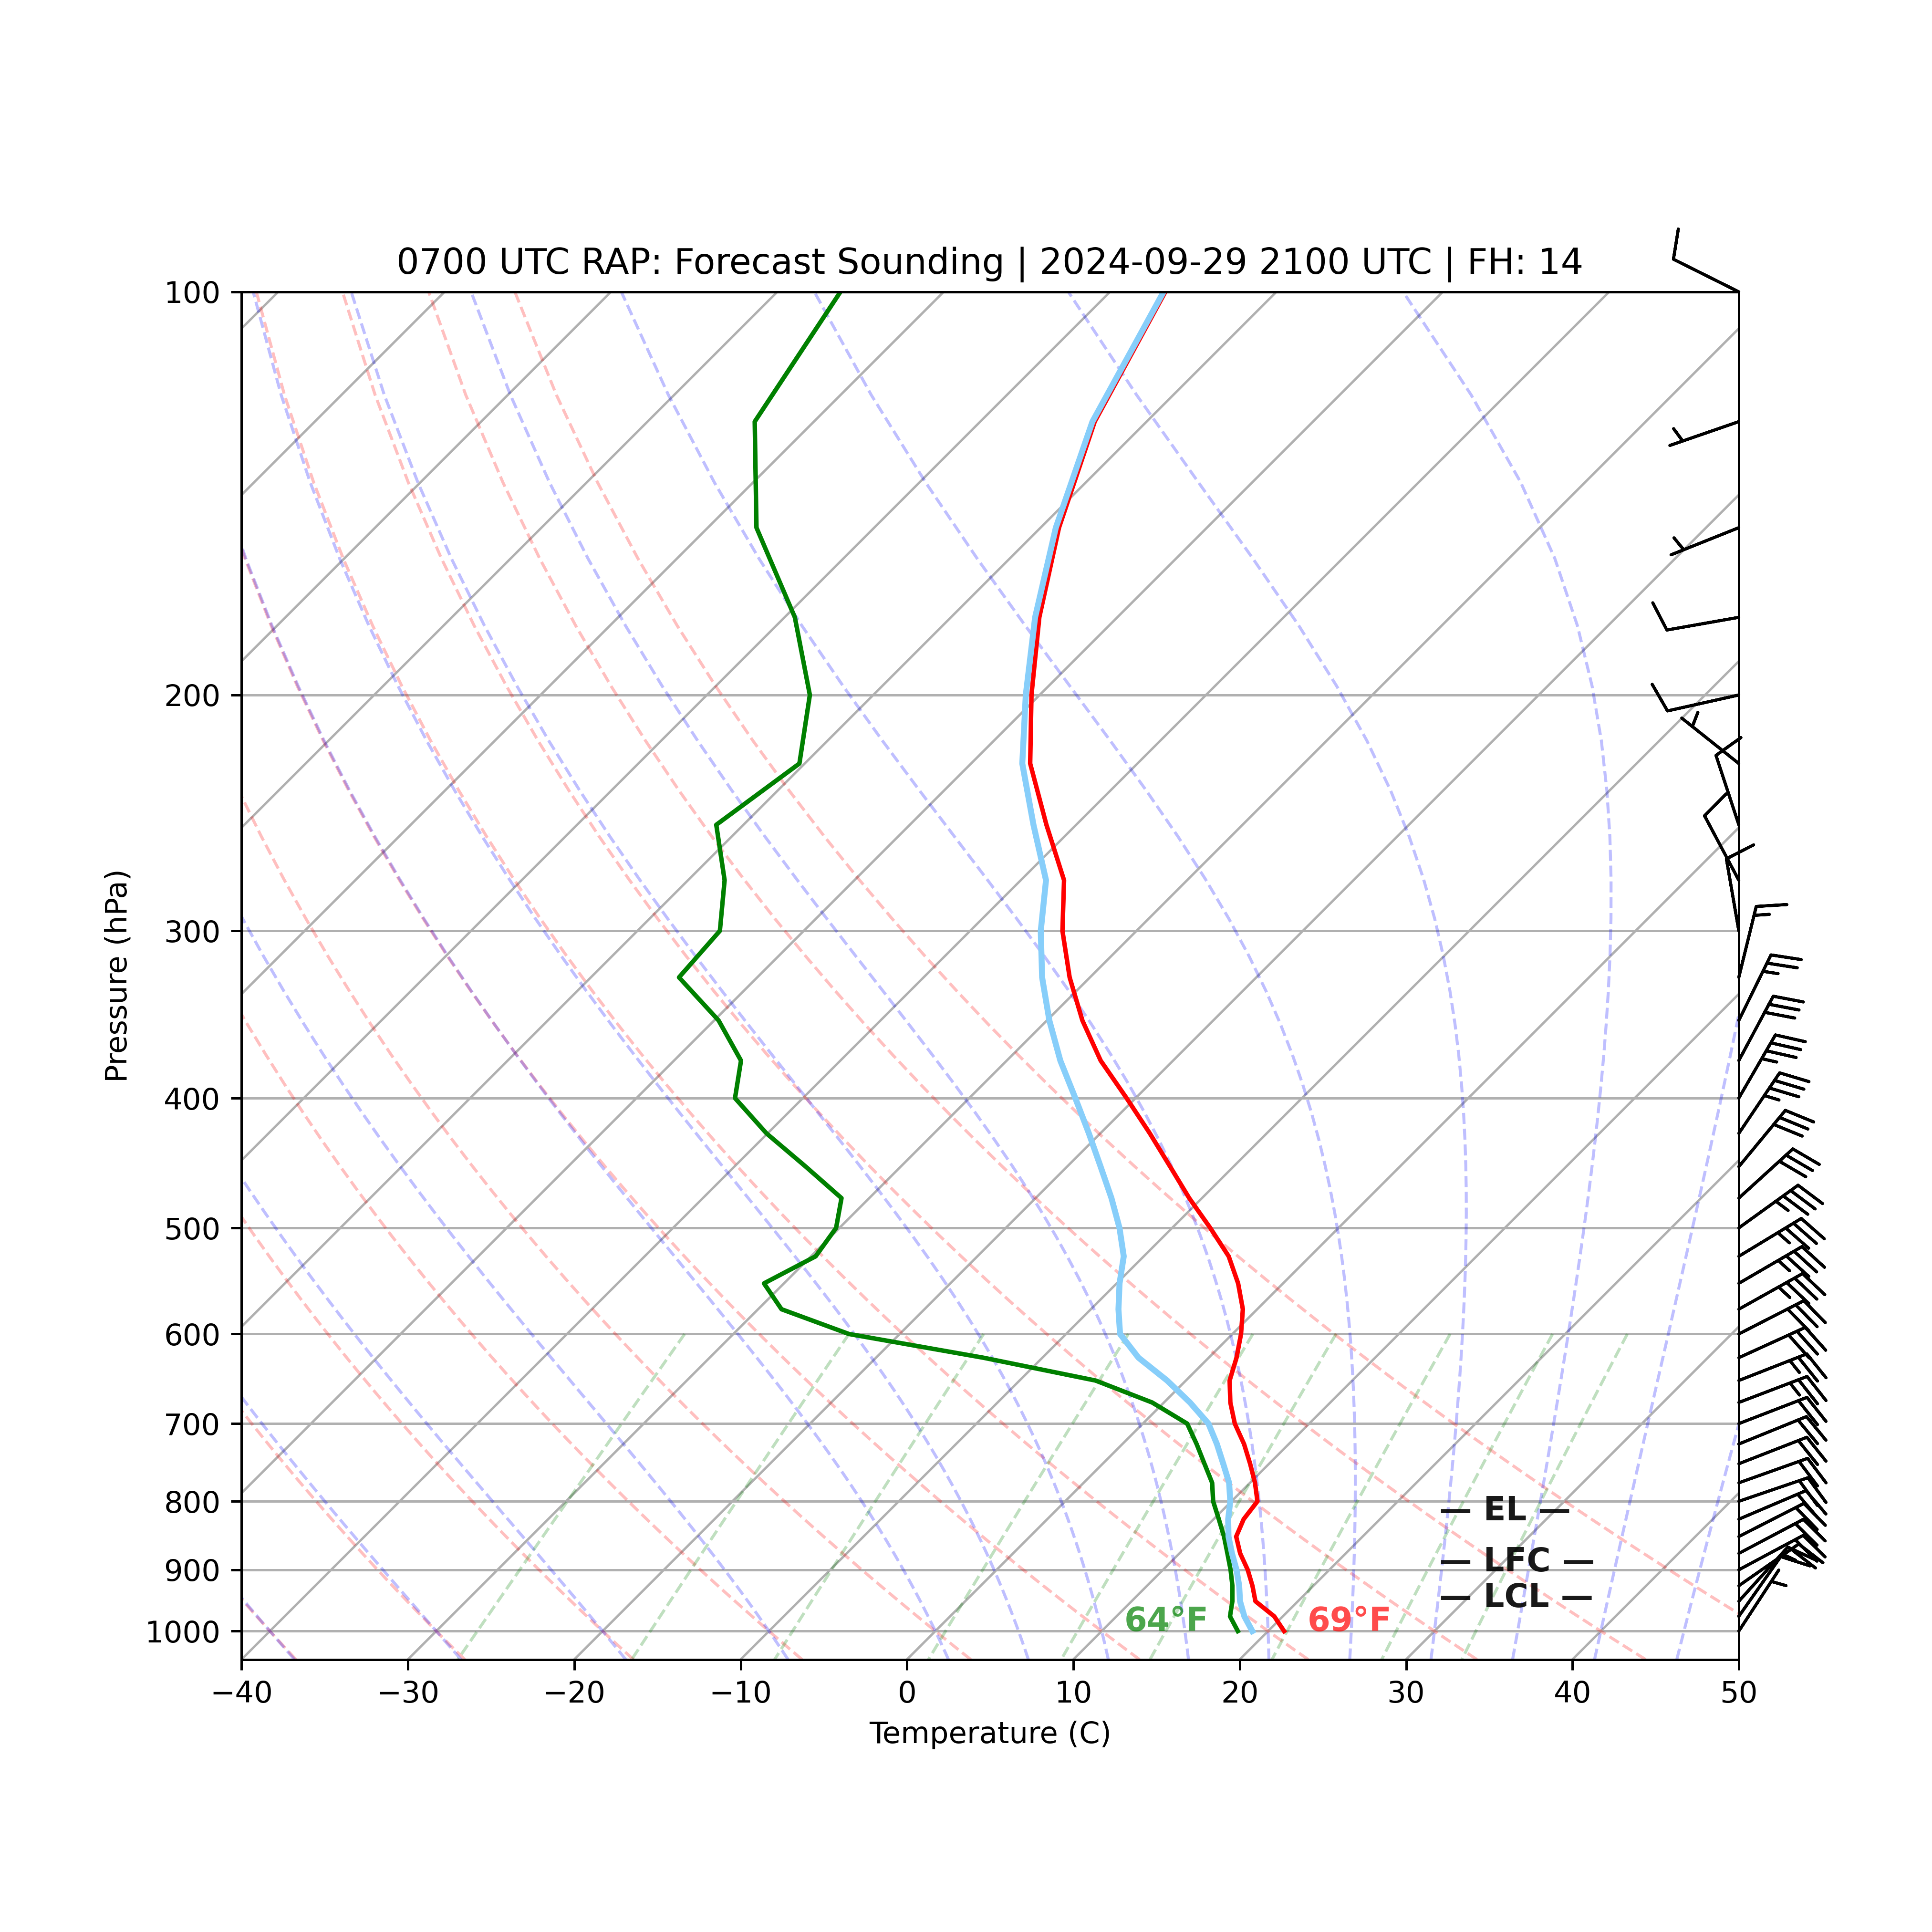 0700 UTC RAP: Forecast Sounding | 2024-09-29 2100 UTC | FH: 14
100
200
300
400
500
600
700
800
900
1000
Pressure (hPa)
— EL —
— LFC —
— LCL —
64°F
69°F
−40 −30 −20 −10 0 10 20 30 40 50
Temperature (C)